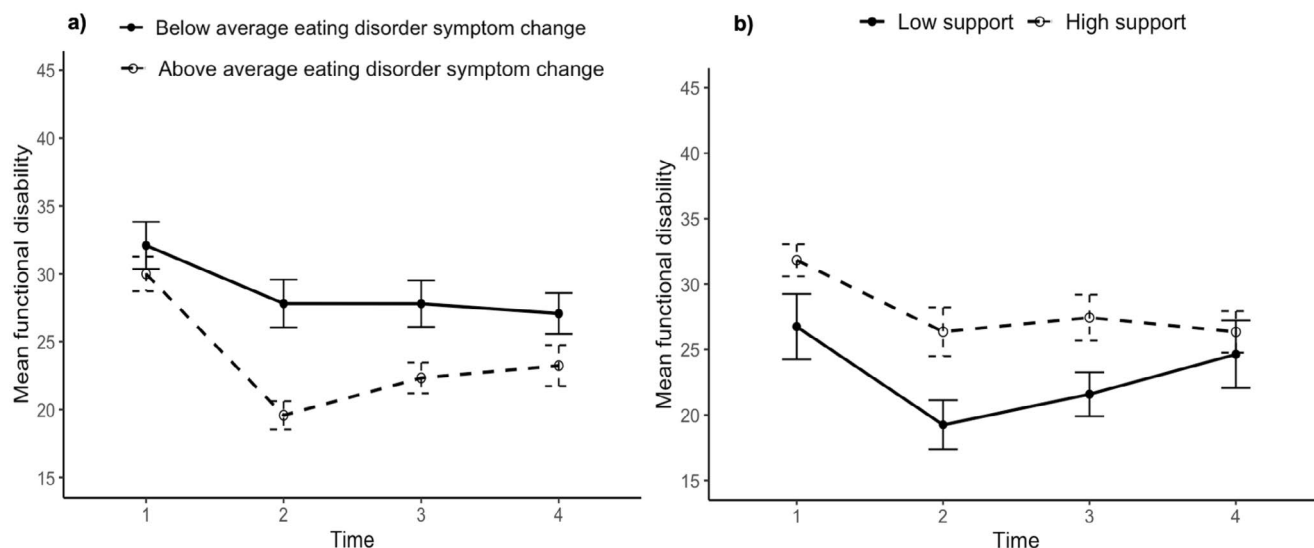 a)
Below average eating disorder symptom change
Above average eating disorder symptom change
Mean functional disability
45
40
35
30
25
20
15
1 2 3 4
Time
b)
Low support High support
Mean functional disability
45
40
35
30
25
20
15
1 2 3 4
Time